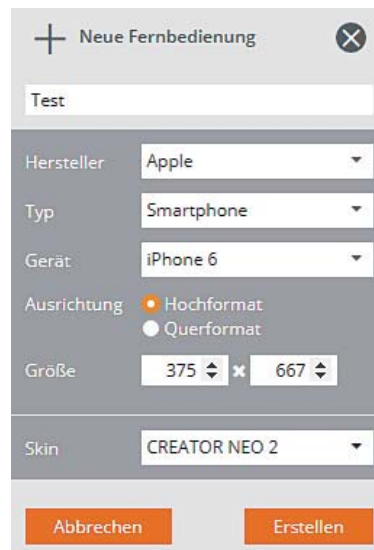 Neue Fernbedienung
Test
Hersteller Apple
Typ Smartphone
Gerät iPhone 6
Ausrichtung Hochformat
Querformat
Größe 375 × 667
Skin CREATOR NEO 2
Abbrechen Erstellen